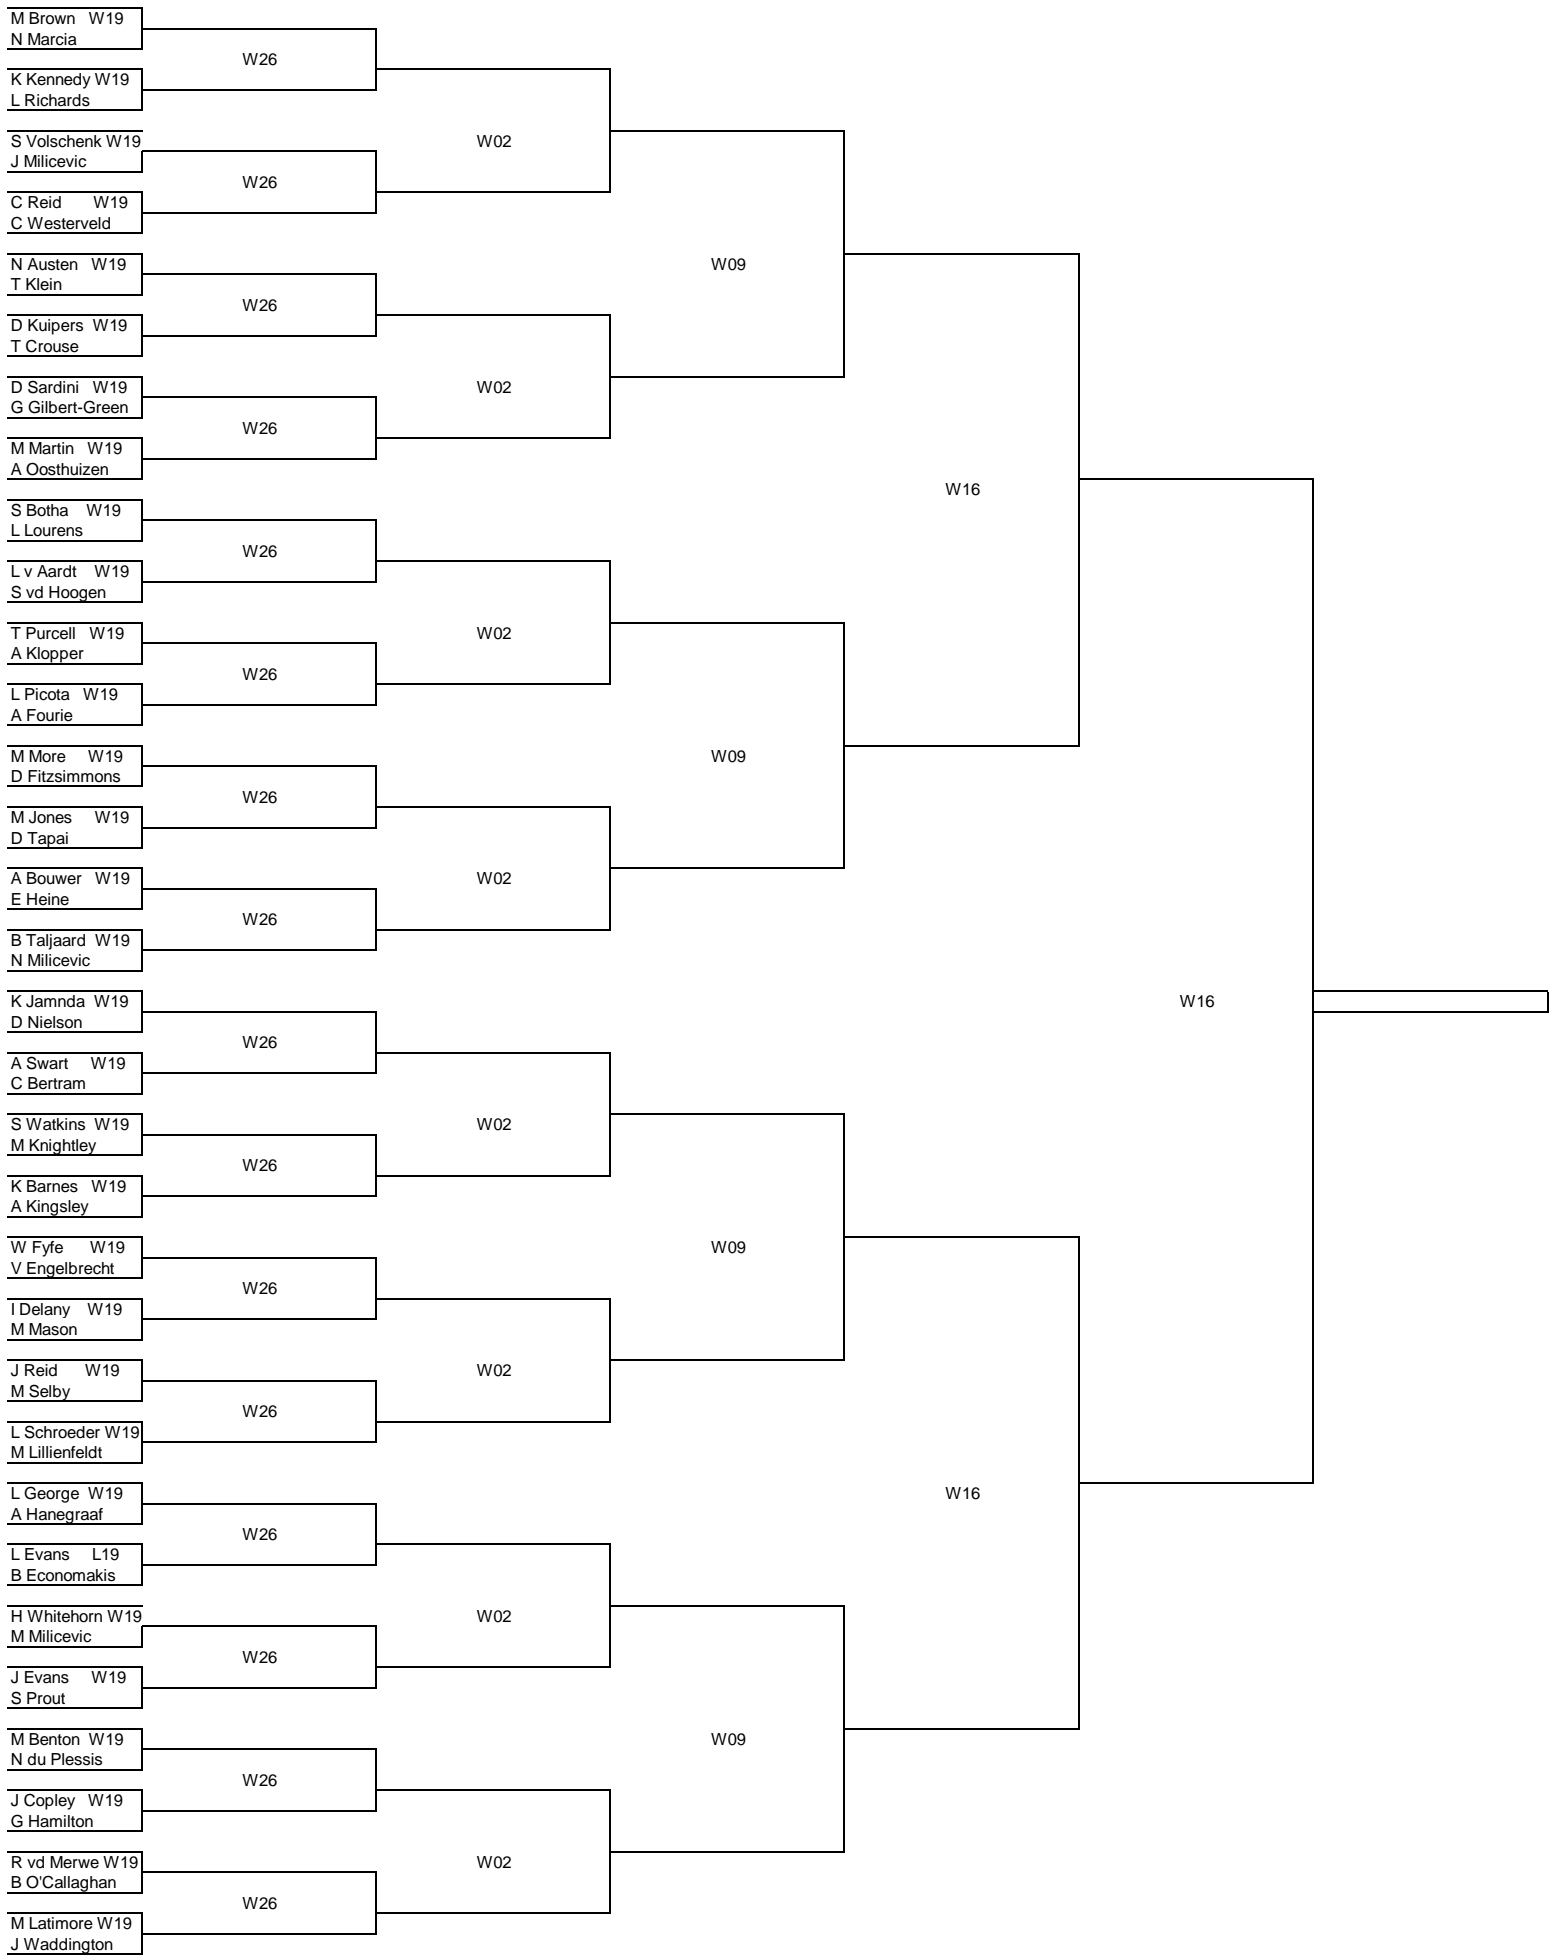 M Brown W19
N Marcia
W26
K Kennedy W19
L Richards
S Volschenk W19
W02
J Milicevic
W26
C Reid W19
C Westerveld
N Austen W19
W09
T Klein
W26
D Kuipers W19
T Crouse
D Sardini W19
W02
G Gilbert-Green
W26
M Martin W19
A Oosthuizen
W16
S Botha W19
L Lourens
W26
L v Aardt W19
S vd Hoogen
T Purcell W19
W02
A Klopper
W26
L Picota W19
A Fourie
M More W19
W09
D Fitzsimmons
W26
M Jones W19
D Tapai
A Bouwer W19
W02
E Heine
W26
B Taljaard W19
N Milicevic
K Jamnda W19
W16
D Nielson
W26
A Swart W19
C Bertram
S Watkins W19
W02
M Knightley
W26
K Barnes W19
A Kingsley
W Fyfe W19
W09
V Engelbrecht
W26
I Delany W19
M Mason
J Reid W19
W02
M Selby
W26
L Schroeder W19
M Lillienfeldt
L George W19
W16
A Hanegraaf
W26
L Evans L19
B Economakis
H Whitehorn W19
W02
M Milicevic
W26
J Evans W19
S Prout
M Benton W19
W09
N du Plessis
W26
J Copley W19
G Hamilton
R vd Merwe W19
W02
B O'Callaghan
W26
M Latimore W19
J Waddington